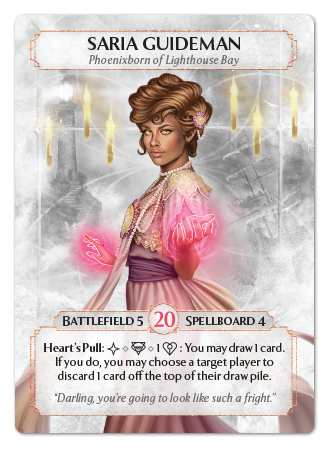 SARIA GUIDEMAN
Phoenixborn of Lighthouse Bay
BATTLEFIELD 5 20 SPELLBOARD 4
Heart's Pull: 1 : You may draw 1 card.
If you do, you may choose a target player to
discard 1 card off the top of their draw pile.
"Darling, you're going to look like such a fright."